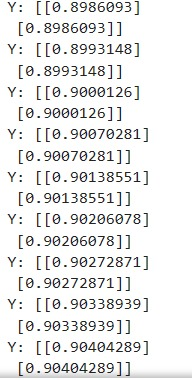 Y: [[0.8986093]
[0.8986093]]
Y: [[0.8993148]
[0.8993148]]
Y: [[0.9000126]
[0.9000126]]
Y: [[0.90070281]
[0.90070281]]
Y: [[0.90138551]
[0.90138551]]
Y: [[0.90206078]
[0.90206078]]
Y: [[0.90272871]
[0.90272871]]
Y: [[0.90338939]
[0.90338939]]
Y: [[0.90404289]
[0.90404289]]